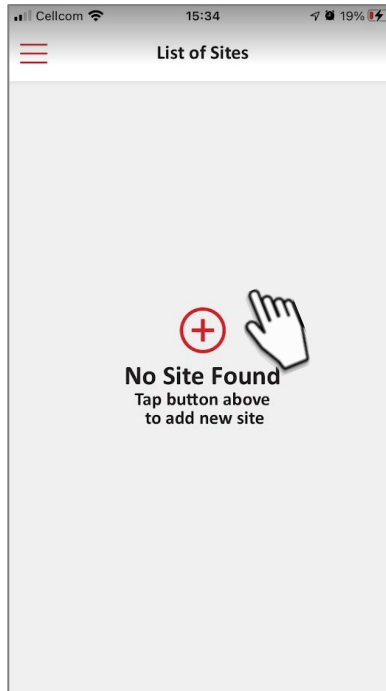 Cellcom 15:34 19%
List of Sites
No Site Found
Tap button above
to add new site